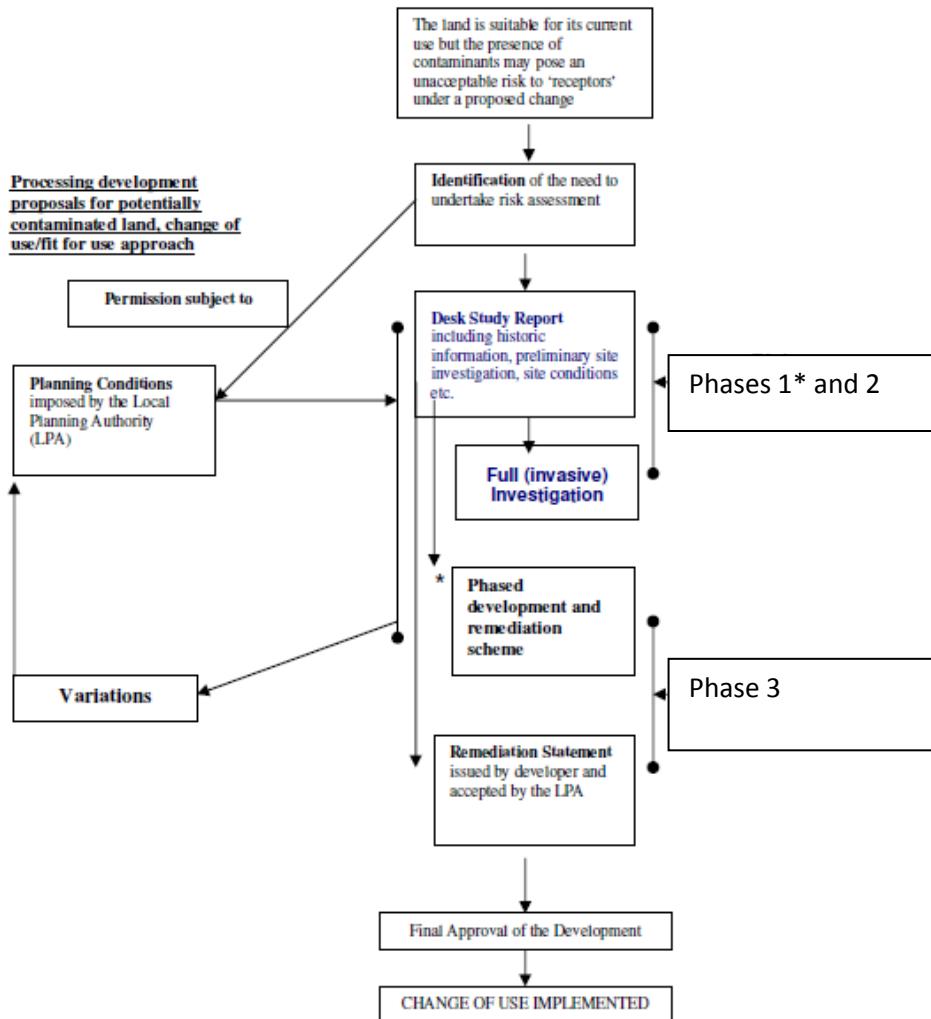 The land is suitable for its current
use but the presence of
contaminants may pose an
unacceptable risk to ‘receptors’
under a proposed change
Processing development
proposals for potentially
contaminated land, change of
use/fit for use approach
Identification of the need to
undertake risk assessment
Permission subject to
Desk Study Report
including historic
information, preliminary site
investigation, site conditions
etc.
Phases 1* and 2
Planning Conditions
imposed by the Local
Planning Authority
(LPA)
Full (invasive)
Investigation
*
Phased
development and
remediation
scheme
Phase 3
Variations
Remediation Statement
issued by developer and
accepted by the LPA
Final Approval of the Development
CHANGE OF USE IMPLEMENTED